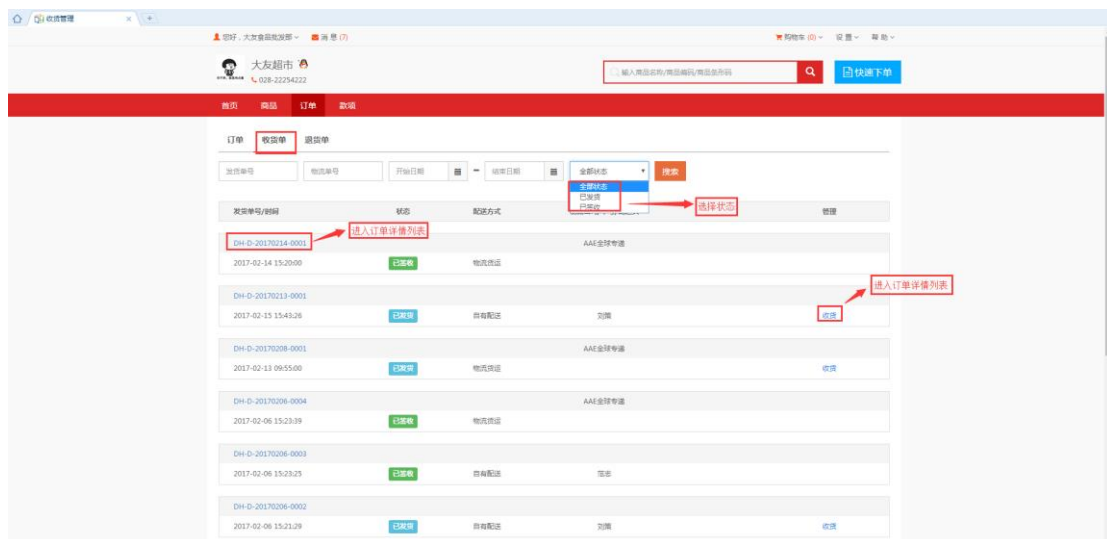 收货管理
您好，大友食品批发部 消息 (7) 购物车 (0) 设置 帮助
大友超市
028-22254222
输入商品名称/商品编码/商品条形码 快速下单
首页 商品 订单 款项
订单 收货单 退货单
发货单号 物流单号 开始日期 - 结束日期 全部状态 搜索
全部状态
已发货
已签收
选择状态
发货单号/时间 状态 配送方式 管理
进入订单详情列表
DH-D-20170214-0001 AAE全球专递
2017-02-14 15:20:00 已签收 物流货运
进入订单详情列表
DH-D-20170213-0001
2017-02-15 15:43:26 已发货 自有配送 收货
DH-D-20170208-0001 AAE全球专递
2017-02-13 09:55:00 已发货 物流货运 收货
DH-D-20170206-0004 AAE全球专递
2017-02-06 15:23:39 已签收 物流货运
DH-D-20170206-0003
2017-02-06 15:23:25 已签收 自有配送
DH-D-20170206-0002
2017-02-06 15:21:29 已发货 自有配送 收货